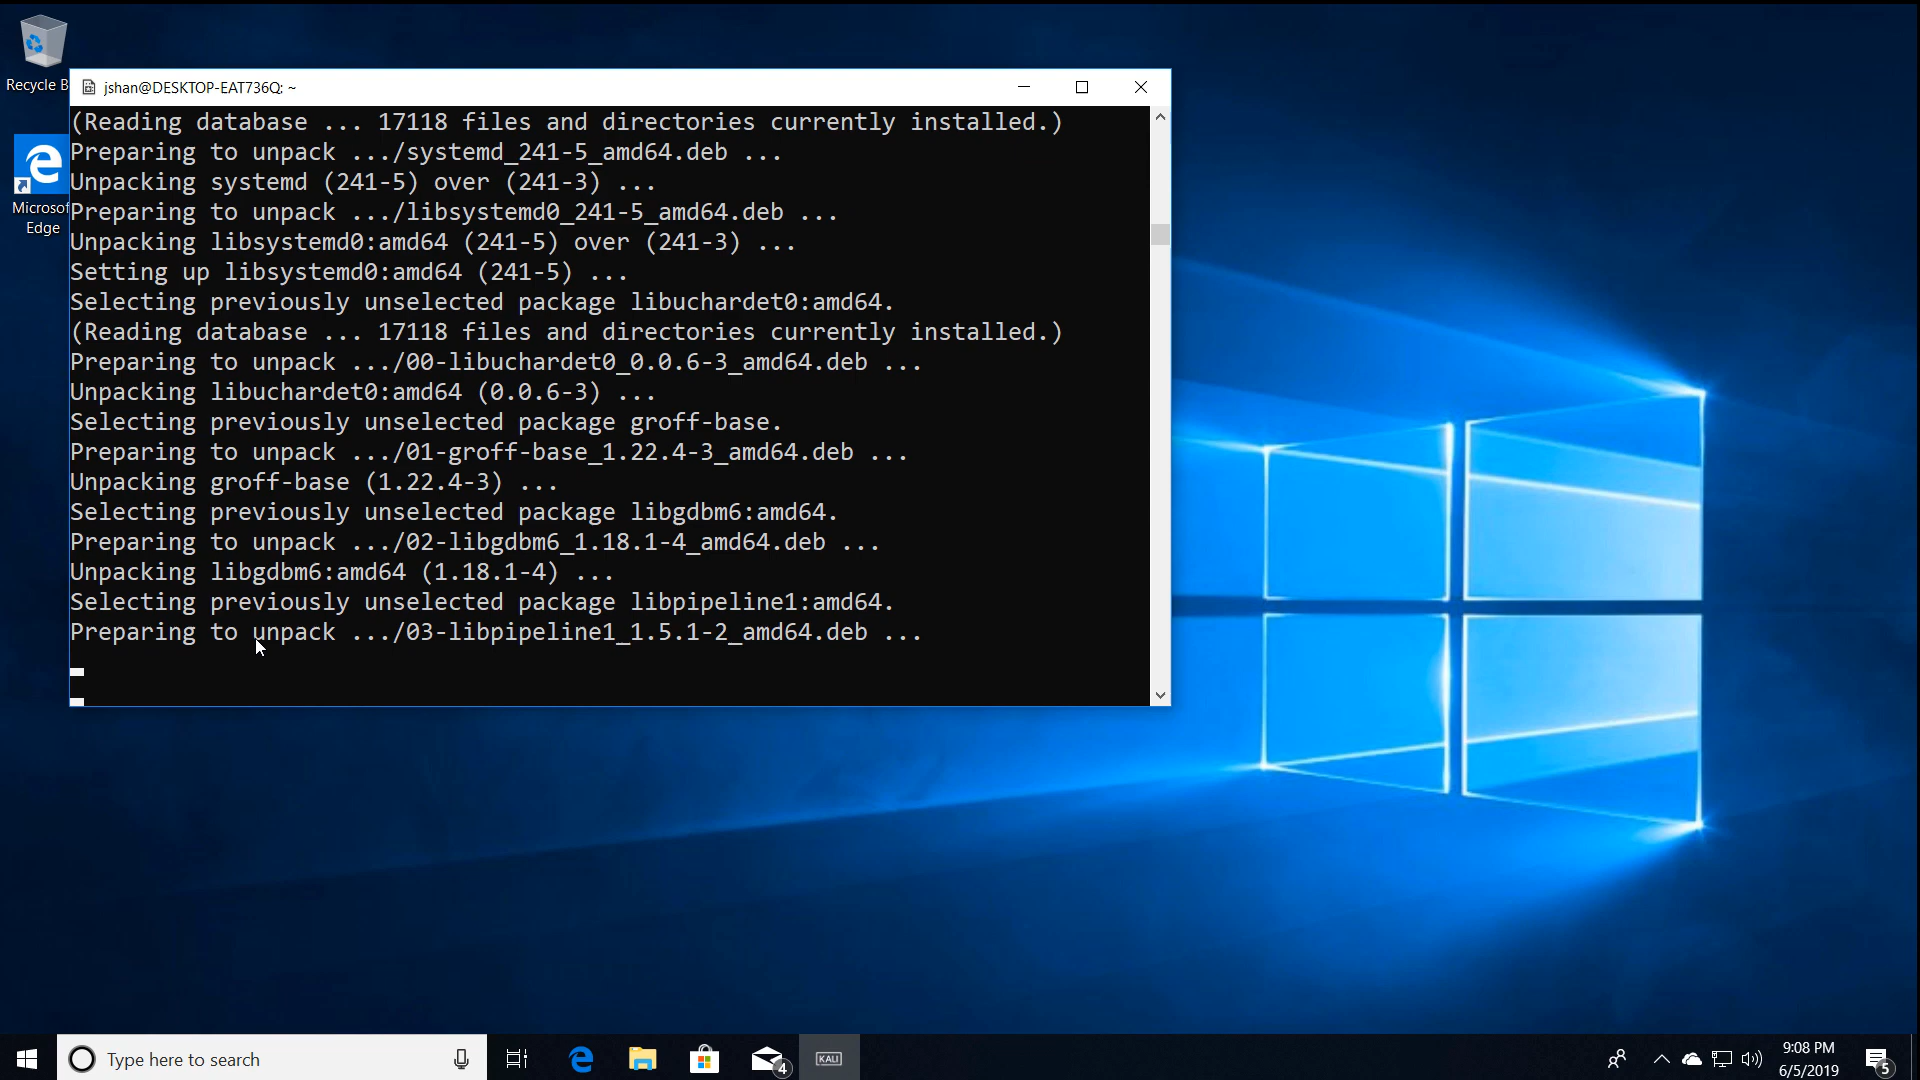 Recycle B
Microsof
Edge
jshan@DESKTOP-EAT736Q: ~
(Reading database ... 17118 files and directories currently installed.)
Preparing to unpack .../systemd_241-5_amd64.deb ...
Unpacking systemd (241-5) over (241-3) ...
Preparing to unpack .../libsystemd0_241-5_amd64.deb ...
Unpacking libsystemd0:amd64 (241-5) over (241-3) ...
Setting up libsystemd0:amd64 (241-5) ...
Selecting previously unselected package libuchardet0:amd64.
(Reading database ... 17118 files and directories currently installed.)
Preparing to unpack .../00-libuchardet0_0.0.6-3_amd64.deb ...
Unpacking libuchardet0:amd64 (0.0.6-3) ...
Selecting previously unselected package groff-base.
Preparing to unpack .../01-groff-base_1.22.4-3_amd64.deb ...
Unpacking groff-base (1.22.4-3) ...
Selecting previously unselected package libgdbm6:amd64.
Preparing to unpack .../02-libgdbm6_1.18.1-4_amd64.deb ...
Unpacking libgdbm6:amd64 (1.18.1-4) ...
Selecting previously unselected package libpipeline1:amd64.
Preparing to unpack .../03-libpipeline1_1.5.1-2_amd64.deb ...
Type here to search
4
KALI
9:08 PM
6/5/2019
5